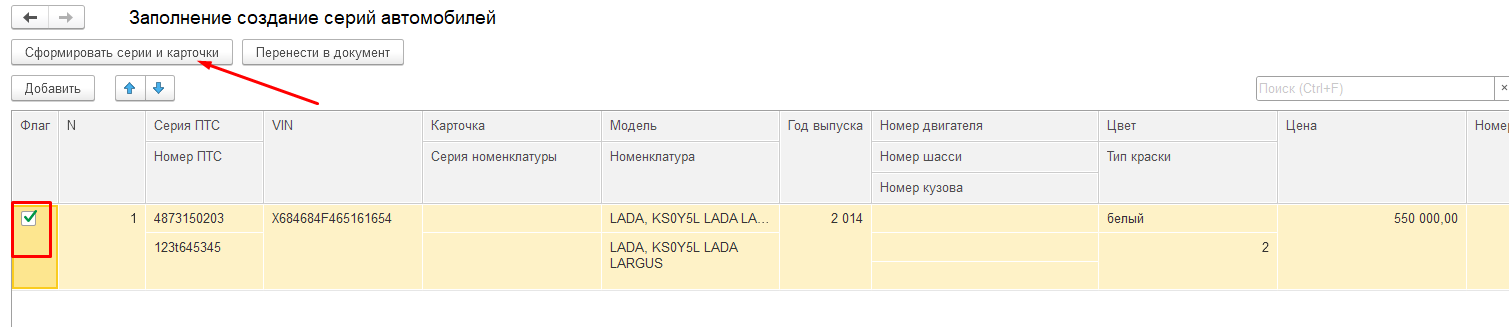 Заполнение создание серий автомобилей
Сформировать серии и карточки Перенести в документ
Добавить Поиск (Ctrl+F) ×
Флаг N Серия ПТС VIN Карточка Модель Год выпуска Номер двигателя Цвет Цена
Номер ПТС Серия номенклатуры Номенклатура Номер шасси Тип краски
Номер кузова
1 4873150203 X684684F465161654 LADA, KS0Y5L LADA LA... 2 014 белый 550 000,00
123t645345 LADA, KS0Y5L LADA 2
LARGUS